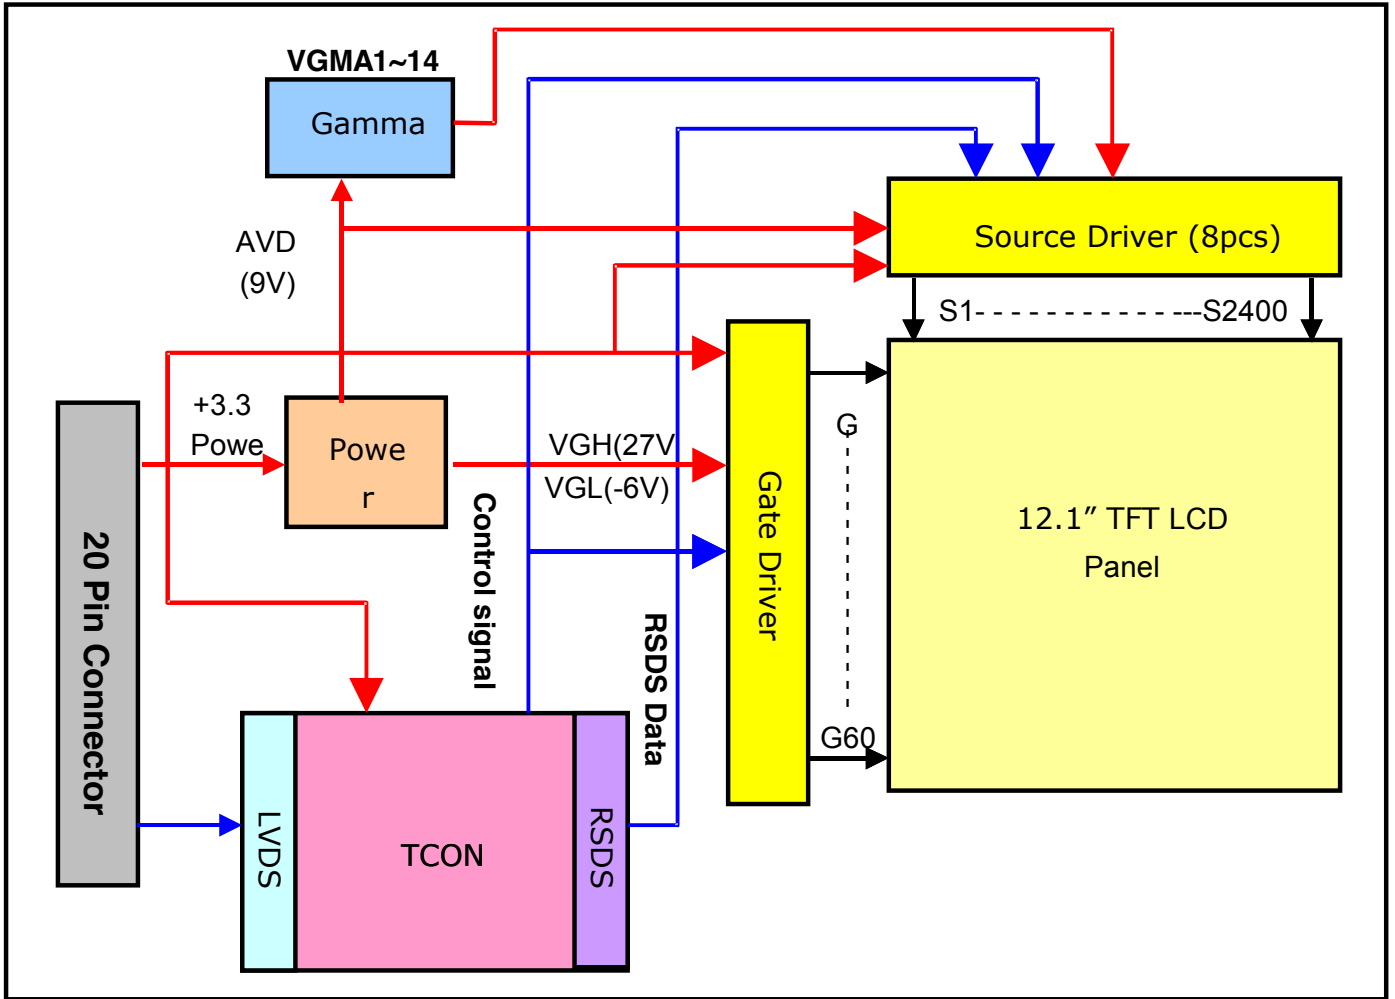 VGMA1~14
Gamma
AVD
(9V)
Source Driver (8pcs)
S1- - - - - - - - - - - - ---S2400
+3.3
Powe
Powe
r
VGH(27V
VGL(-6V)
G
G60
Gate Driver
12.1” TFT LCD
Panel
20 Pin Connector
Control signal
RSDS Data
LVDS
TCON
RSDS